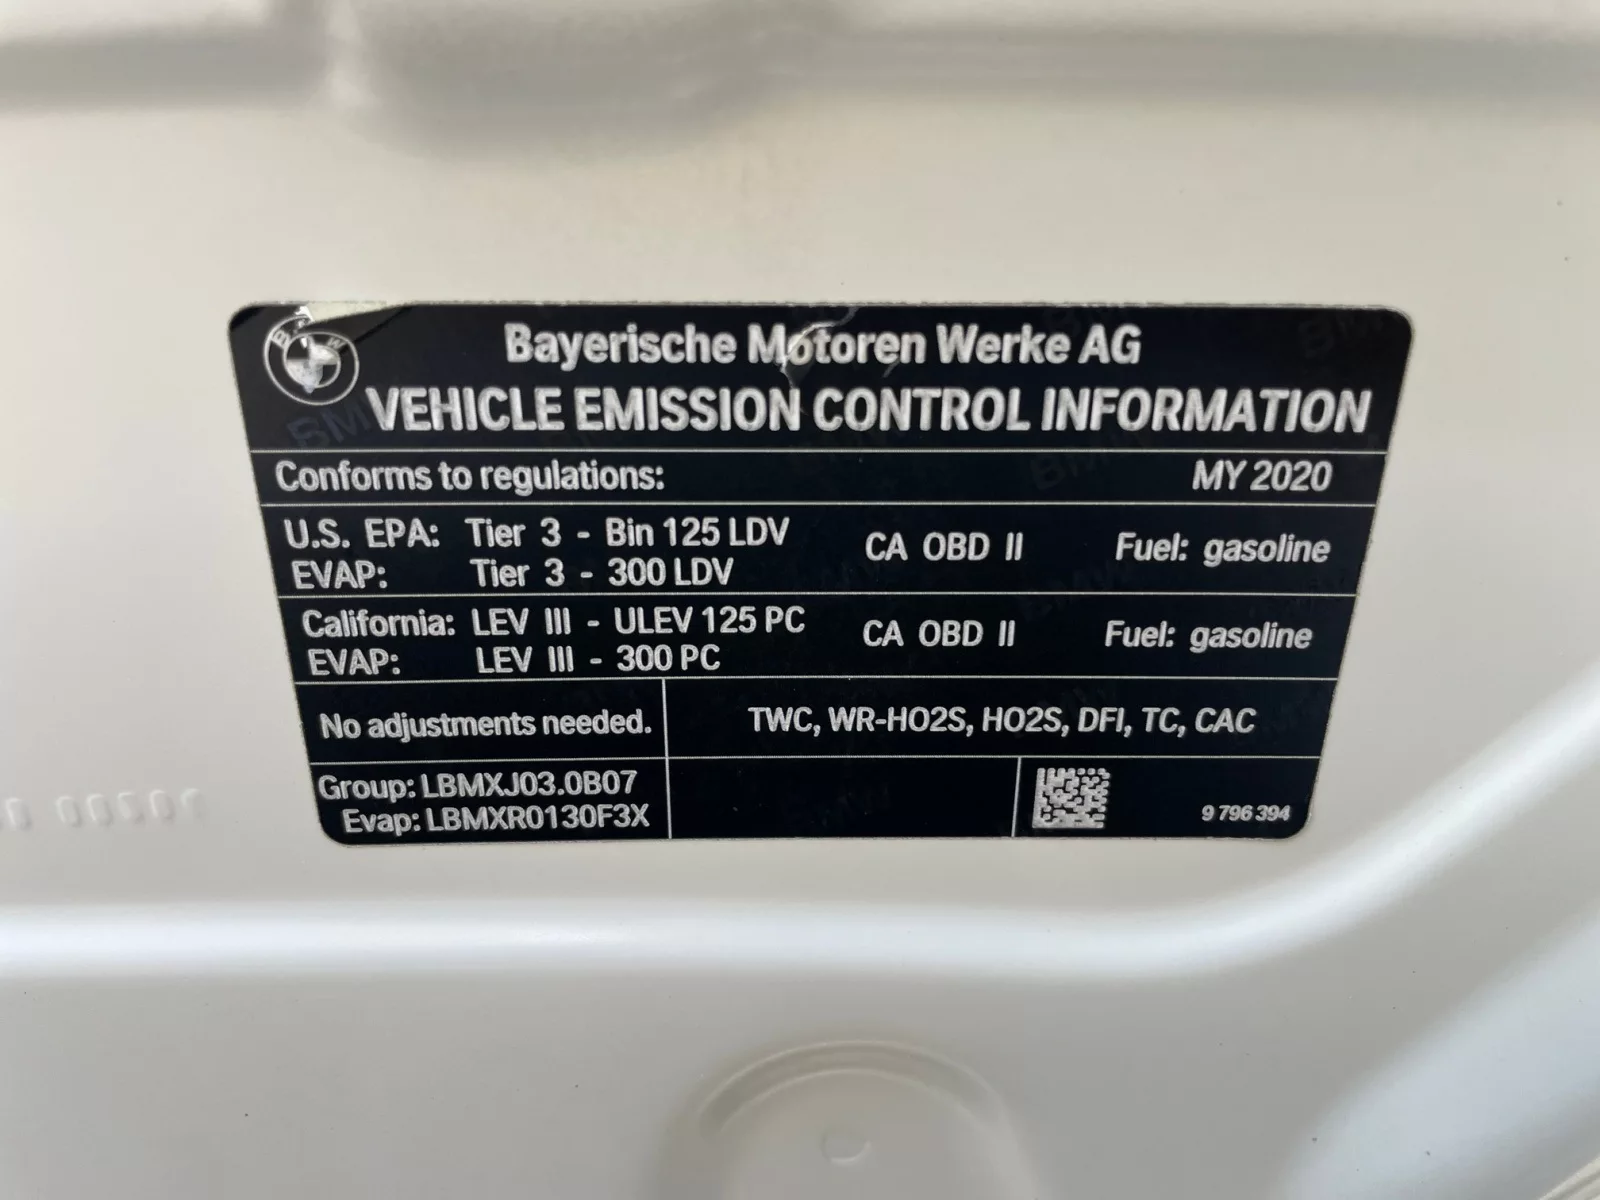 Bayerische Motoren Werke AG
VEHICLE EMISSION CONTROL INFORMATION
Conforms to regulations: MY 2020
U.S. EPA: Tier 3 - Bin 125 LDV CA OBD II Fuel: gasoline
EVAP: Tier 3 - 300 LDV
California: LEV III - ULEV 125 PC CA OBD II Fuel: gasoline
EVAP: LEV III - 300 PC
No adjustments needed. TWC, WR-HO2S, HO2S, DFI, TC, CAC
Group: LBMXJ03.0B07
Evap: LBMXR0130F3X
9 796 394